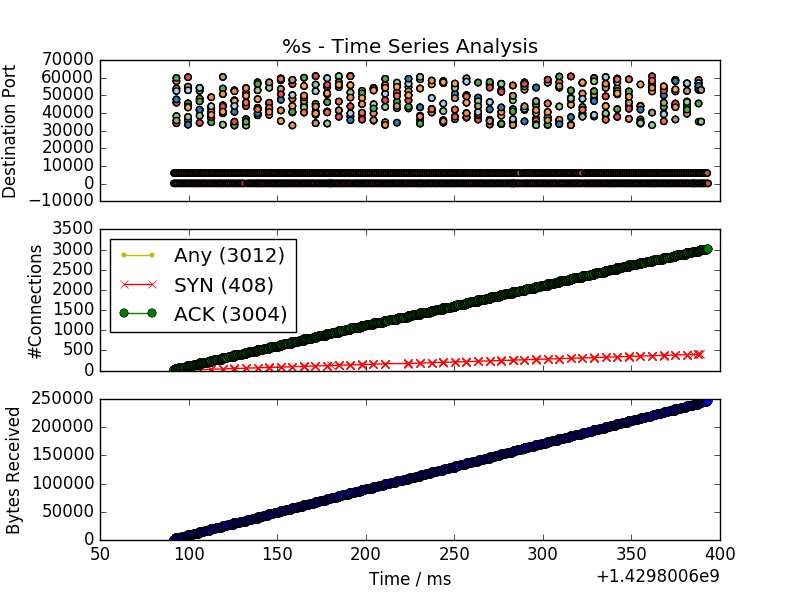 %s - Time Series Analysis
Destination Port
70000
60000
50000
40000
30000
20000
10000
0
−10000
#Connections
3500
3000
2500
2000
1500
1000
500
0
Any (3012)
SYN (408)
ACK (3004)
Bytes Received
250000
200000
150000
100000
50000
0
50 100 150 200 250 300 350 400
Time / ms
+1.4298006e9